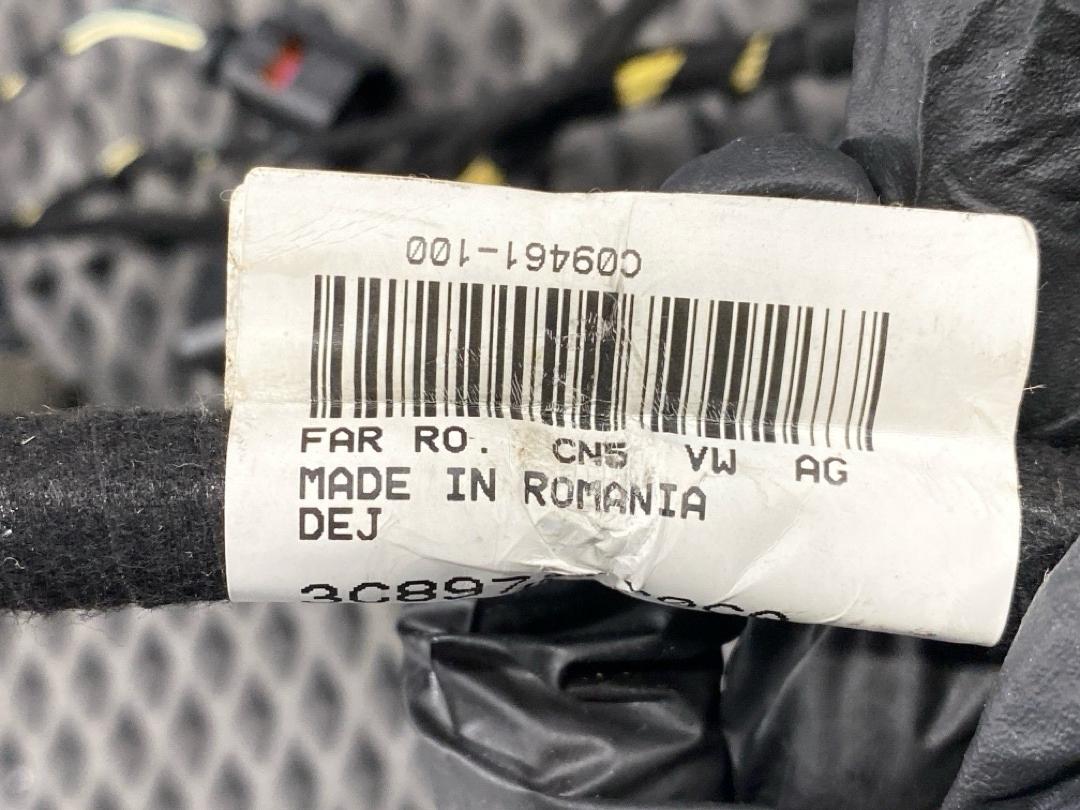 C09461-100
FAR RO. CN5 VW AG
MADE IN ROMANIA
DEJ